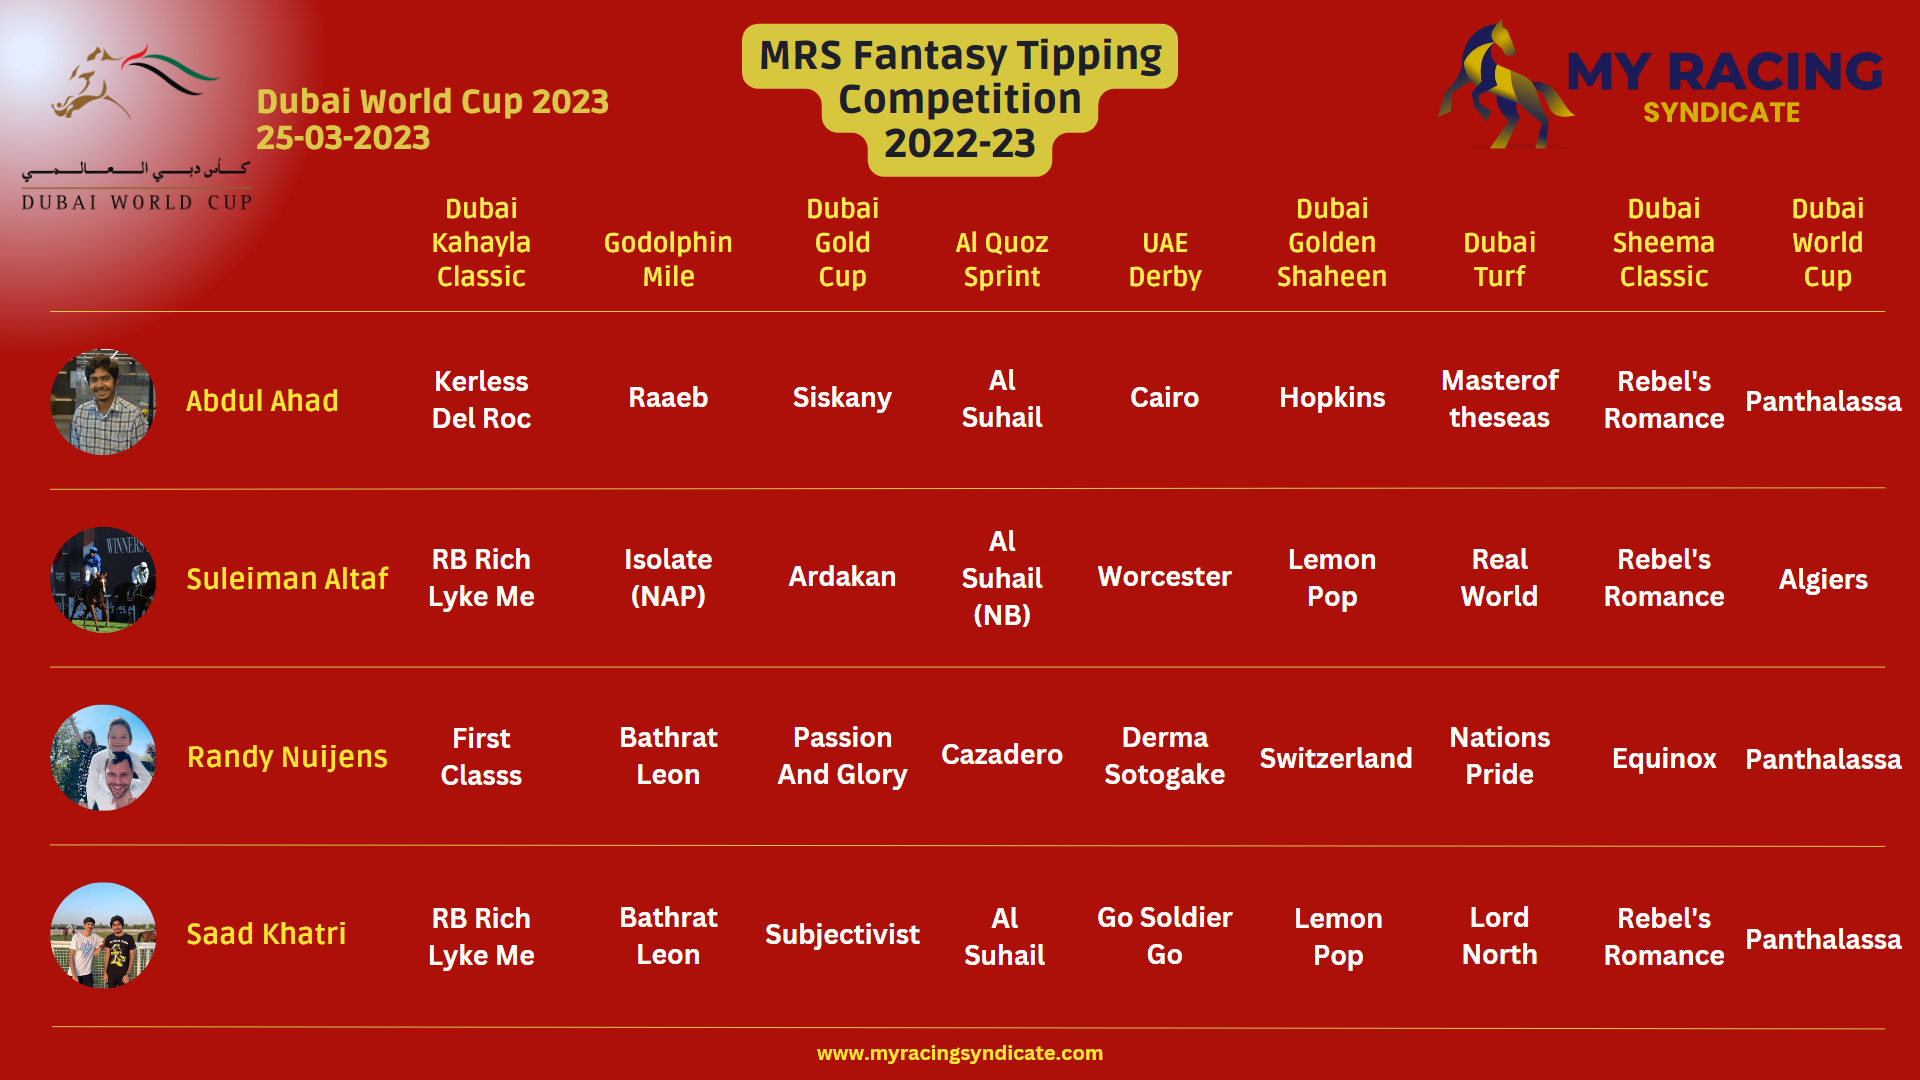 Dubai World Cup 2023
25-03-2023
كـــأس دبـــي الـــعـــالـــمـــي
DUBAI WORLD CUP
MRS Fantasy Tipping
Competition
2022-23
MY RACING
SYNDICATE
Dubai
Kahayla
Classic
Godolphin
Mile
Dubai
Gold
Cup
Al Quoz
Sprint
UAE
Derby
Dubai
Golden
Shaheen
Dubai
Turf
Dubai
Sheema
Classic
Dubai
World
Cup
Abdul Ahad
Kerless
Del Roc
Raaeb
Siskany
Al
Suhail
Cairo
Hopkins
Masterof
theseas
Rebel's
Romance
Panthalassa
WINNERS
Suleiman Altaf
RB Rich
Lyke Me
Isolate
(NAP)
Ardakan
Al
Suhail
(NB)
Worcester
Lemon
Pop
Real
World
Rebel's
Romance
Algiers
Randy Nuijens
First
Classs
Bathrat
Leon
Passion
And Glory
Cazadero
Derma
Sotogake
Switzerland
Nations
Pride
Equinox
Panthalassa
Saad Khatri
RB Rich
Lyke Me
Bathrat
Leon
Subjectivist
Al
Suhail
Go Soldier
Go
Lemon
Pop
Lord
North
Rebel's
Romance
Panthalassa
www.myracingsyndicate.com